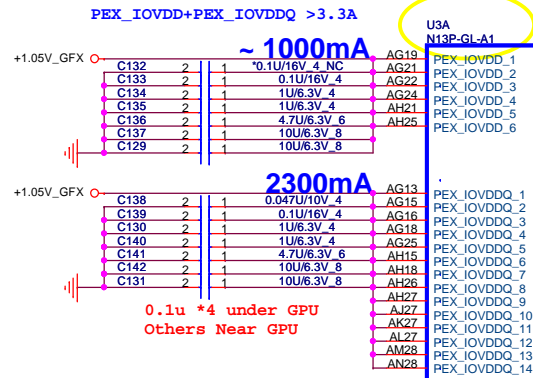 PEX_IOVDD+PEX_IOVDDQ >3.3A
U3A
N13P-GL-A1
~ 1000mA
+1.05V_GFX
C132 2 1 *0.1U/16V_4_NC
C133 2 1 0.1U/16V_4
C134 2 1 1U/6.3V_4
C135 2 1 1U/6.3V_4
C136 2 1 4.7U/6.3V_6
C137 2 1 10U/6.3V_8
C129 2 1 10U/6.3V_8
AG19 PEX_IOVDD_1
AG21 PEX_IOVDD_2
AG22 PEX_IOVDD_3
AG24 PEX_IOVDD_4
AH21 PEX_IOVDD_5
AH25 PEX_IOVDD_6
2300mA
+1.05V_GFX
C138 2 1 0.047U/10V_4
C139 2 1 0.1U/16V_4
C130 2 1 1U/6.3V_4
C140 2 1 1U/6.3V_4
C141 2 1 4.7U/6.3V_6
C142 2 1 10U/6.3V_8
C131 2 1 10U/6.3V_8
AG13 PEX_IOVDDQ_1
AG15 PEX_IOVDDQ_2
AG16 PEX_IOVDDQ_3
AG18 PEX_IOVDDQ_4
AG25 PEX_IOVDDQ_5
AH15 PEX_IOVDDQ_6
AH18 PEX_IOVDDQ_7
AH26 PEX_IOVDDQ_8
AH27 PEX_IOVDDQ_9
AJ27 PEX_IOVDDQ_10
AK27 PEX_IOVDDQ_11
AL27 PEX_IOVDDQ_12
AM28 PEX_IOVDDQ_13
AN28 PEX_IOVDDQ_14
0.1u *4 under GPU
Others Near GPU